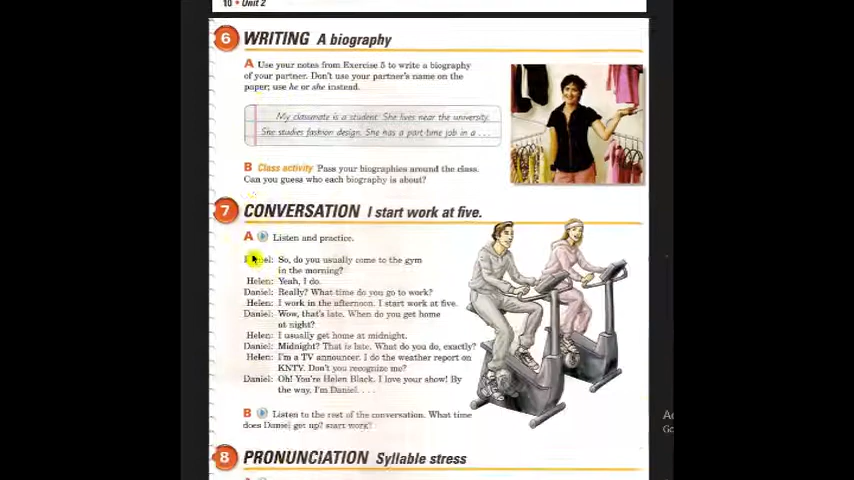 10 • Unit 2
6 WRITING A biography
A Use your notes from Exercise 5 to write a biography
of your partner. Don't use your partner's name on the
paper; use he or she instead.
My classmate is a student. She lives near the university.
She studies fashion design. She has a part-time job in a . . .
B Class activity Pass your biographies around the class.
Can you guess who each biography is about?
7 CONVERSATION I start work at five.
A Listen and practice.
Daniel: So, do you usually come to the gym
in the morning?
Helen: Yeah, I do.
Daniel: Really? What time do you go to work?
Helen: I work in the afternoon. I start work at five.
Daniel: Wow, that's late. When do you get home
at night?
Helen: I usually get home at midnight.
Daniel: Midnight? That is late. What do you do, exactly?
Helen: I'm a TV announcer. I do the weather report on
KNTV. Don't you recognize me?
Daniel: Oh! You're Helen Black. I love your show! By
the way, I'm Daniel. . . .
B Listen to the rest of the conversation. What time
does Daniel get up? start work?
8 PRONUNCIATION Syllable stress